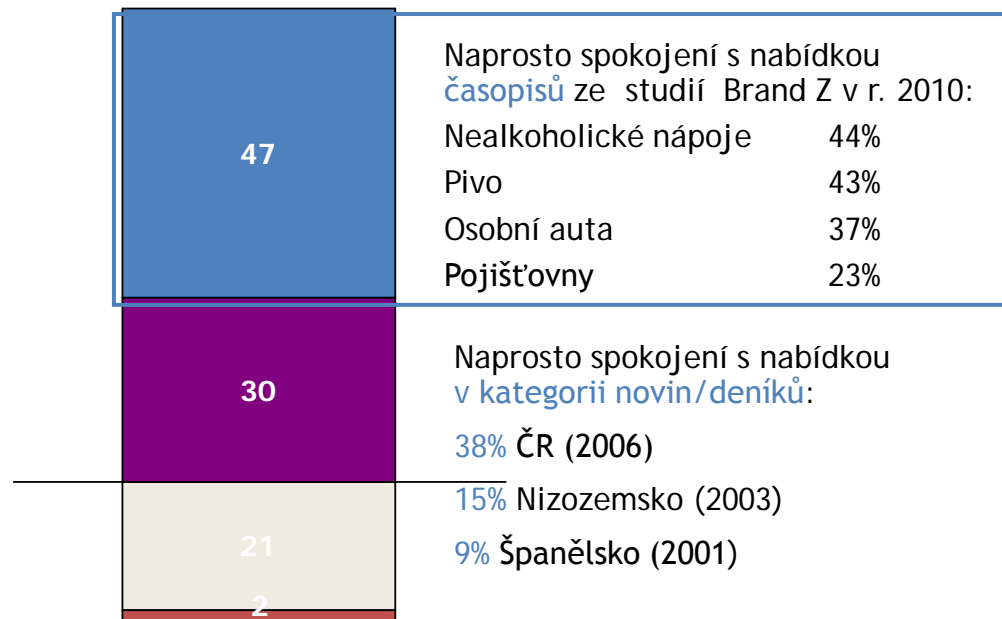 47
30
21
2
Naprosto spokojení s nabídkou
časopisů ze studií Brand Z v r. 2010:
Nealkoholické nápoje 44%
Pivo 43%
Osobní auta 37%
Pojišťovny 23%
Naprosto spokojení s nabídkou
v kategorii novin/deníků:
38% ČR (2006)
15% Nizozemsko (2003)
9% Španělsko (2001)